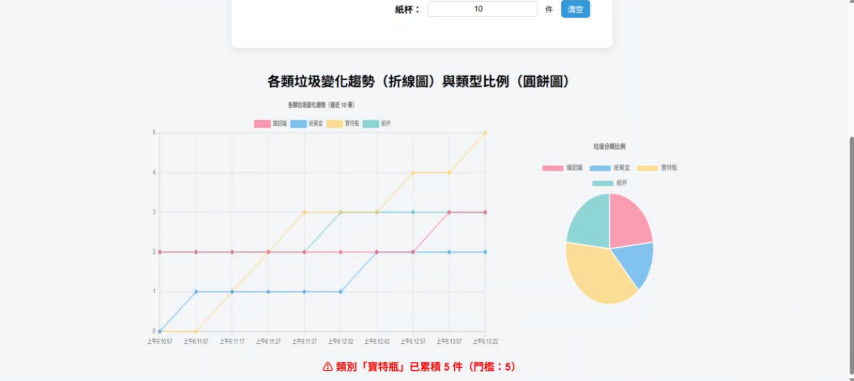 紙杯： 10 件 清空
各類垃圾變化趨勢（折線圖）與類型比例（圓餅圖）
各類垃圾變化趨勢（最近 10 筆）
鐵鋁罐 紙餐盒 寶特瓶 紙杯
5
4
3
2
1
0
上午6:10:57 上午6:11:07 上午6:11:17 上午6:11:27 上午6:11:37 上午6:12:32 上午6:12:42 上午6:12:57 上午6:13:07 上午6:13:22
垃圾分類比例
鐵鋁罐 紙餐盒 寶特瓶
紙杯
⚠ 類別「寶特瓶」已累積 5 件（門檻：5）